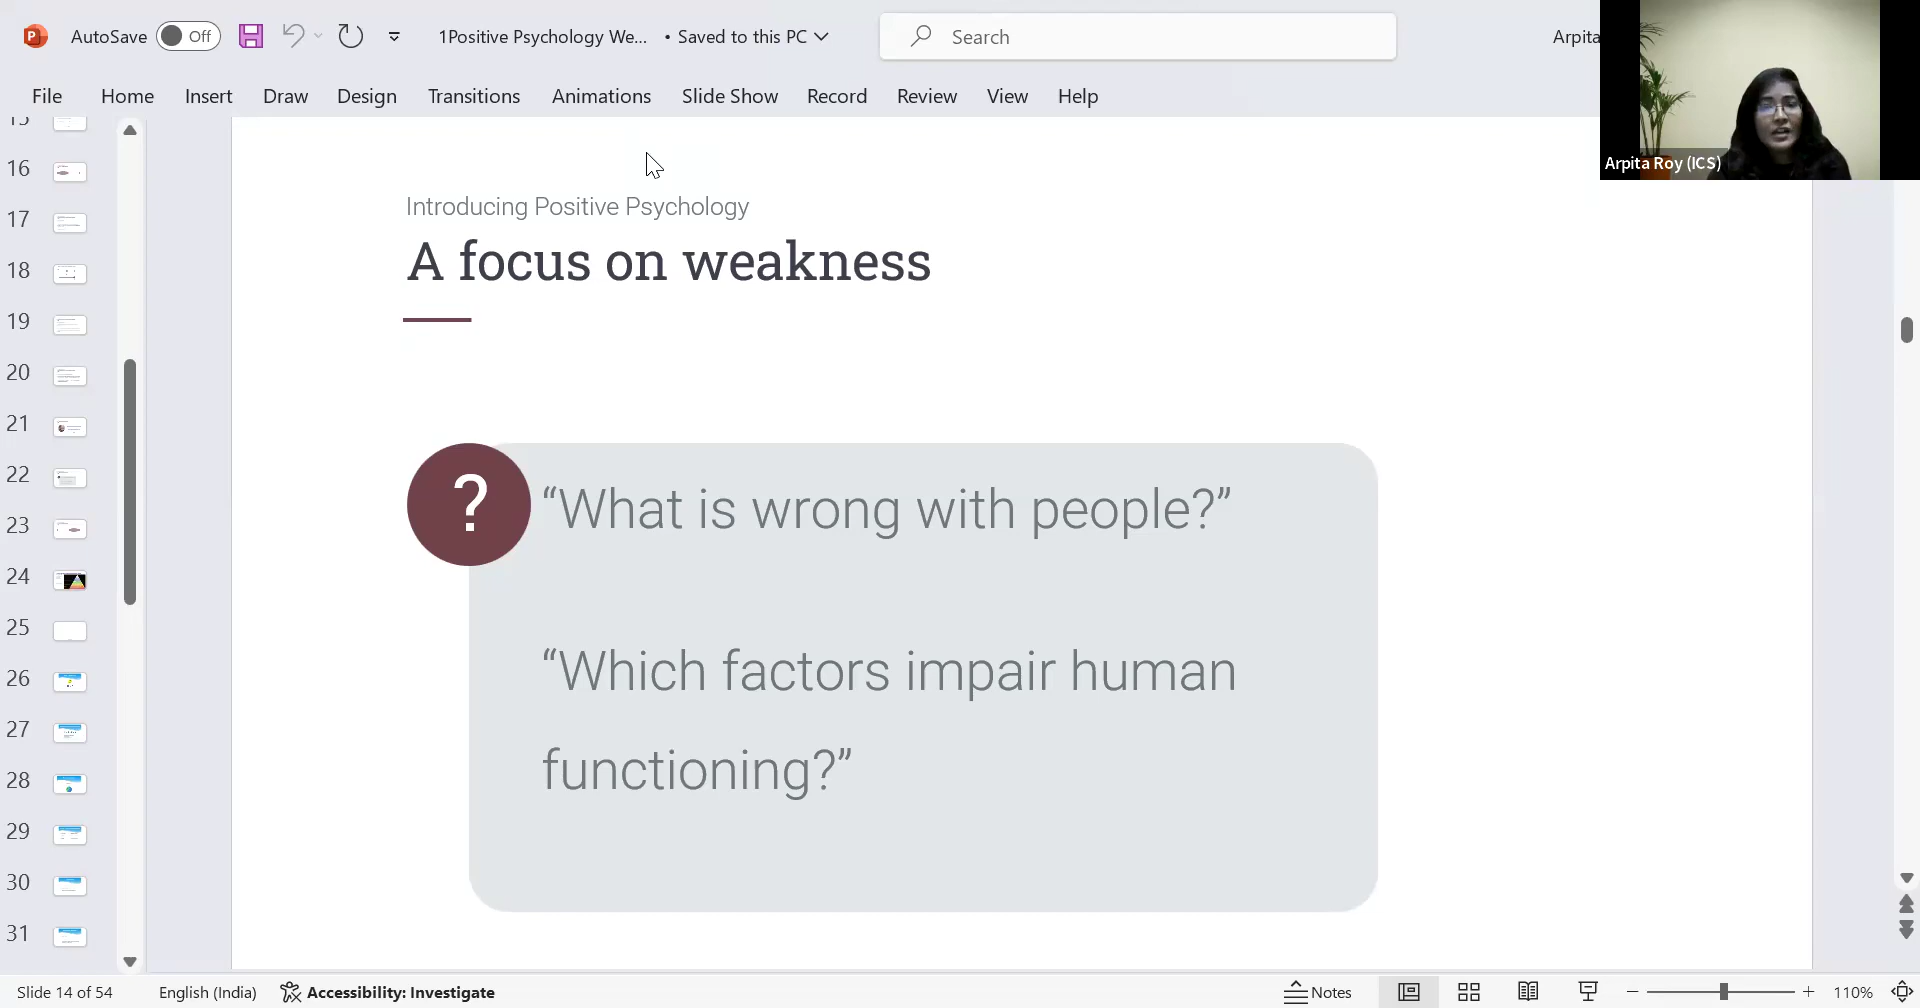 AutoSave Off 1Positive Psychology We... • Saved to this PC Search Arpita
File Home Insert Draw Design Transitions Animations Slide Show Record Review View Help
Arpita Roy (ICS)
15
16
17
18
19
20
21
22
23
24
25
26
27
28
29
30
31
Introducing Positive Psychology
A focus on weakness
?
“What is wrong with people?”
“Which factors impair human
functioning?”
Slide 14 of 54 English (India) Accessibility: Investigate Notes 110%